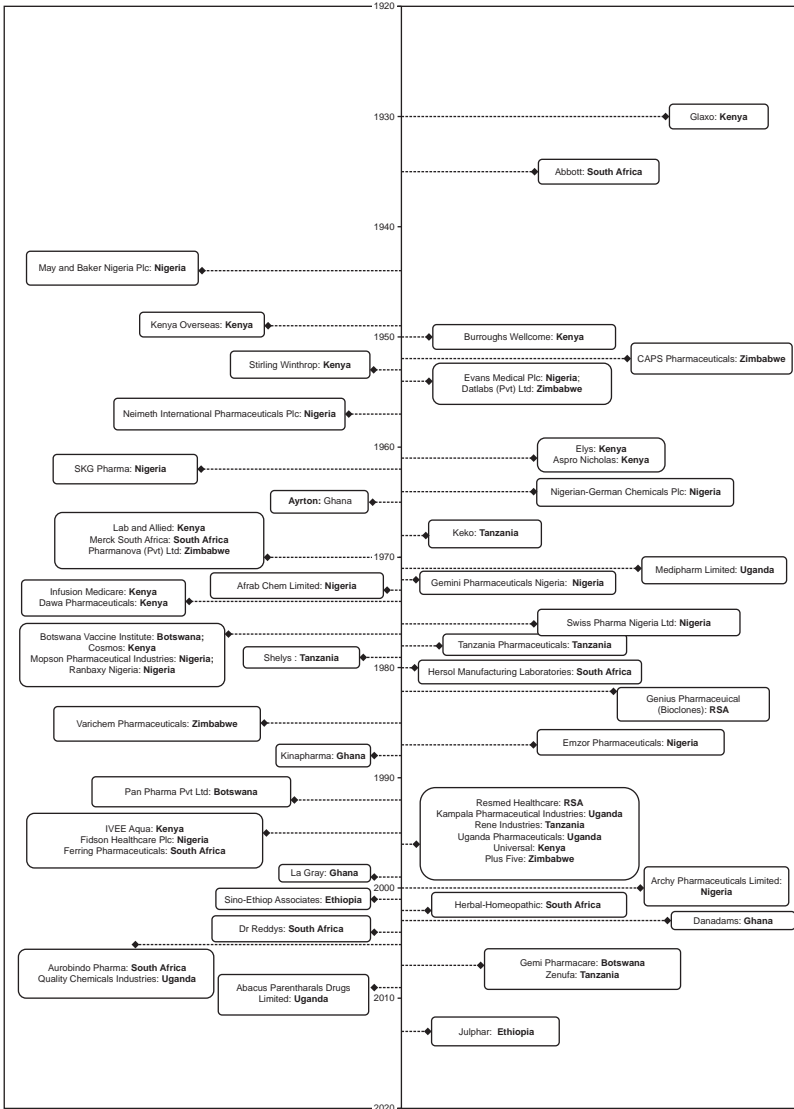 1920
1930
Glaxo: Kenya
Abbott: South Africa
1940
May and Baker Nigeria Plc: Nigeria
Kenya Overseas: Kenya
1950
Burroughs Wellcome: Kenya
CAPS Pharmaceuticals: Zimbabwe
Stirling Winthrop: Kenya
Evans Medical Plc: Nigeria;
Datlabs (Pvt) Ltd: Zimbabwe
Neimeth International Pharmaceuticals Plc: Nigeria
1960
Elys: Kenya
Aspro Nicholas: Kenya
SKG Pharma: Nigeria
Nigerian-German Chemicals Plc: Nigeria
Ayrton: Ghana
Lab and Allied: Kenya
Merck South Africa: South Africa
Pharmanova (Pvt) Ltd: Zimbabwe
Keko: Tanzania
1970
Medipharm Limited: Uganda
Afrab Chem Limited: Nigeria
Gemini Pharmaceuticals Nigeria: Nigeria
Infusion Medicare: Kenya
Dawa Pharmaceuticals: Kenya
Swiss Pharma Nigeria Ltd: Nigeria
Botswana Vaccine Institute: Botswana;
Cosmos: Kenya
Mopson Pharmaceutical Industries: Nigeria;
Ranbaxy Nigeria: Nigeria
Tanzania Pharmaceuticals: Tanzania
Shelys : Tanzania
1980
Hersol Manufacturing Laboratories: South Africa
Genius Pharmaceuical
(Bioclones): RSA
Varichem Pharmaceuticals: Zimbabwe
Emzor Pharmaceuticals: Nigeria
Kinapharma: Ghana
1990
Pan Pharma Pvt Ltd: Botswana
Resmed Healthcare: RSA
Kampala Pharmaceutical Industries: Uganda
Rene Industries: Tanzania
Uganda Pharmaceuticals: Uganda
Universal: Kenya
Plus Five: Zimbabwe
IVEE Aqua: Kenya
Fidson Healthcare Plc: Nigeria
Ferring Pharmaceuticals: South Africa
La Gray: Ghana
2000
Archy Pharmaceuticals Limited:
Nigeria
Sino-Ethiop Associates: Ethiopia
Herbal-Homeopathic: South Africa
Danadams: Ghana
Dr Reddys: South Africa
Aurobindo Pharma: South Africa
Quality Chemicals Industries: Uganda
Gemi Pharmacare: Botswana
Zenufa: Tanzania
Abacus Parentharals Drugs
Limited: Uganda
2010
Julphar: Ethiopia
2020